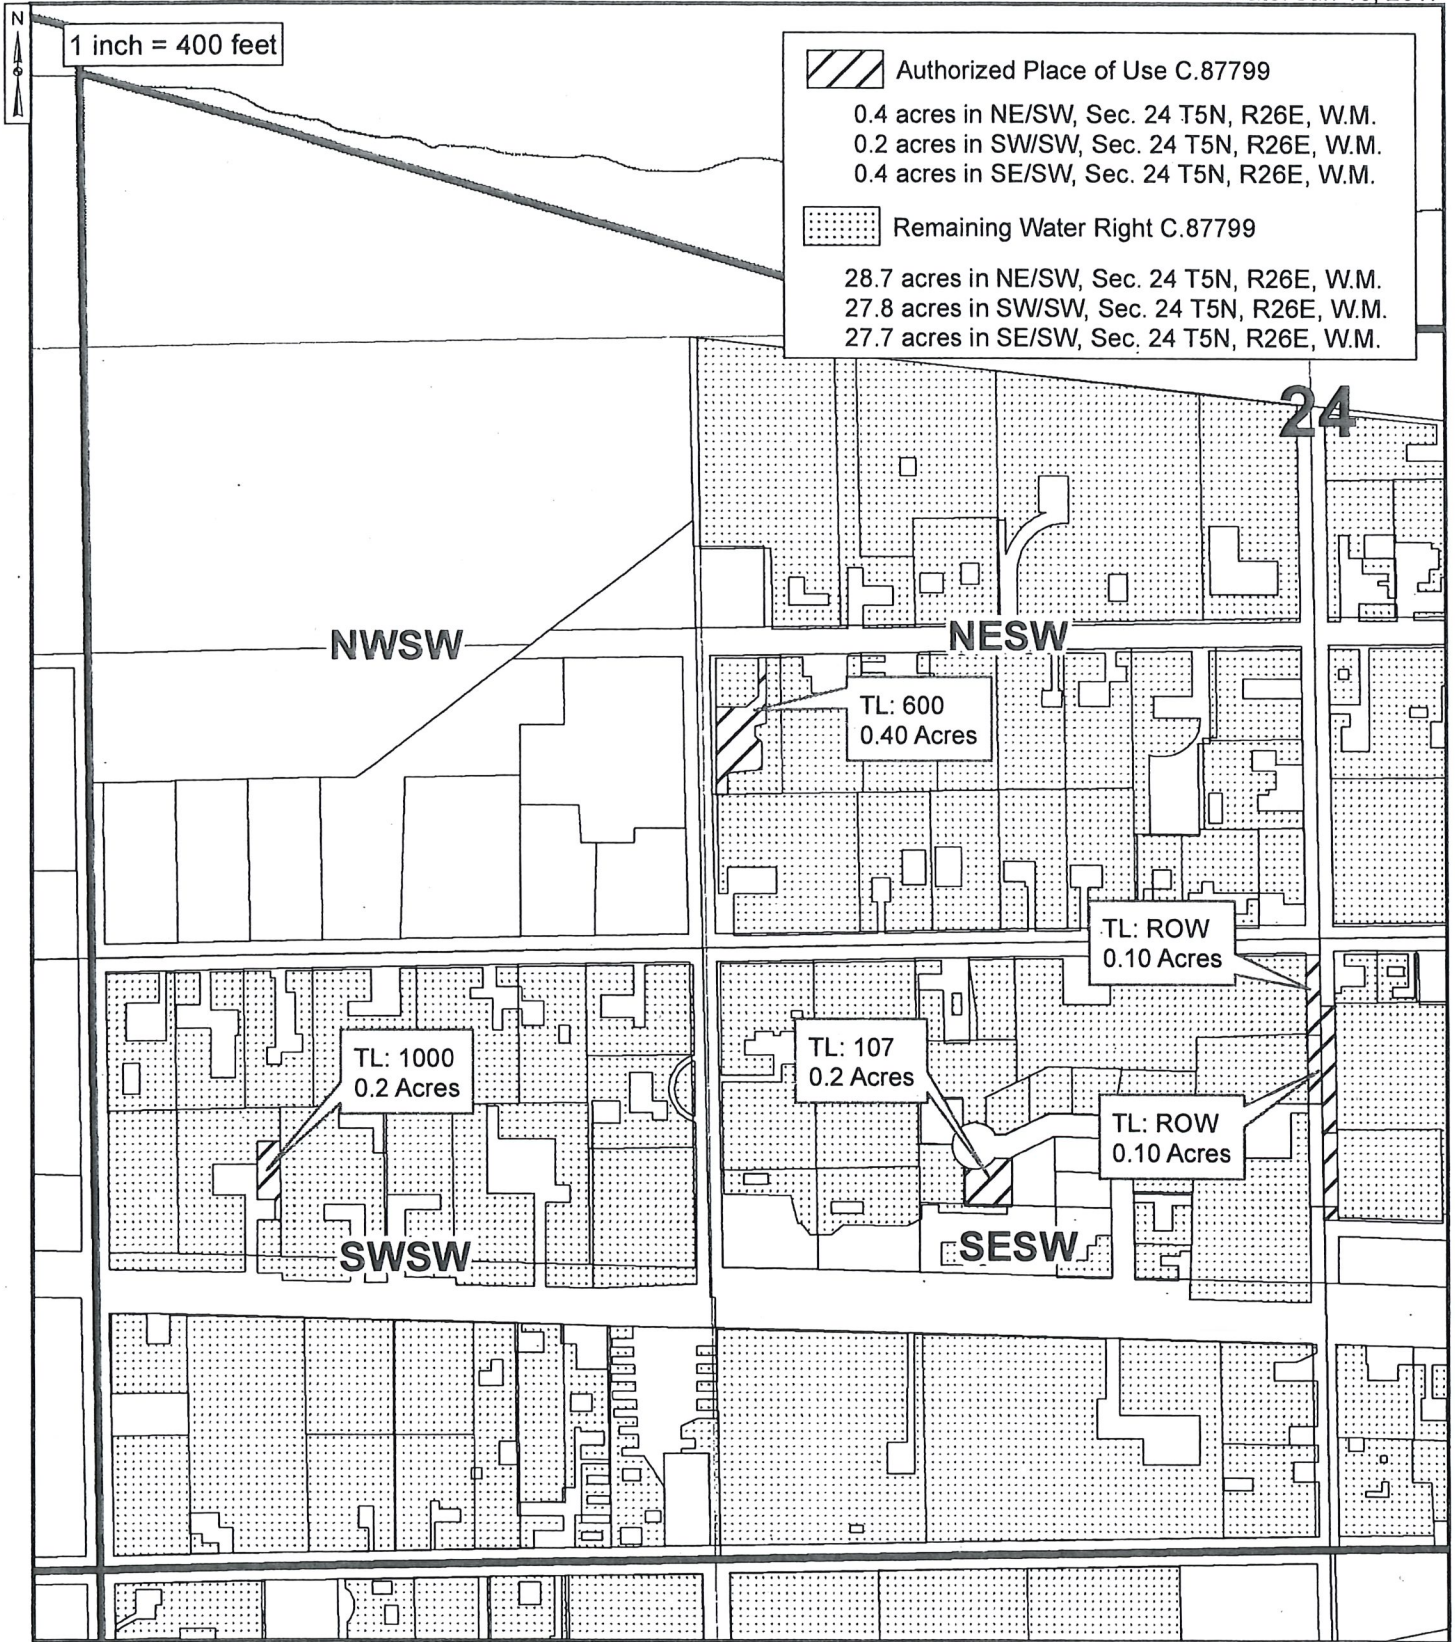 N
1 inch = 400 feet
Authorized Place of Use C.87799
0.4 acres in NE/SW, Sec. 24 T5N, R26E, W.M.
0.2 acres in SW/SW, Sec. 24 T5N, R26E, W.M.
0.4 acres in SE/SW, Sec. 24 T5N, R26E, W.M.
Remaining Water Right C.87799
28.7 acres in NE/SW, Sec. 24 T5N, R26E, W.M.
27.8 acres in SW/SW, Sec. 24 T5N, R26E, W.M.
27.7 acres in SE/SW, Sec. 24 T5N, R26E, W.M.
24
NWSW
NESW
TL: 600
0.40 Acres
TL: ROW
0.10 Acres
TL: 1000
0.2 Acres
TL: 107
0.2 Acres
TL: ROW
0.10 Acres
SWSW
SESW